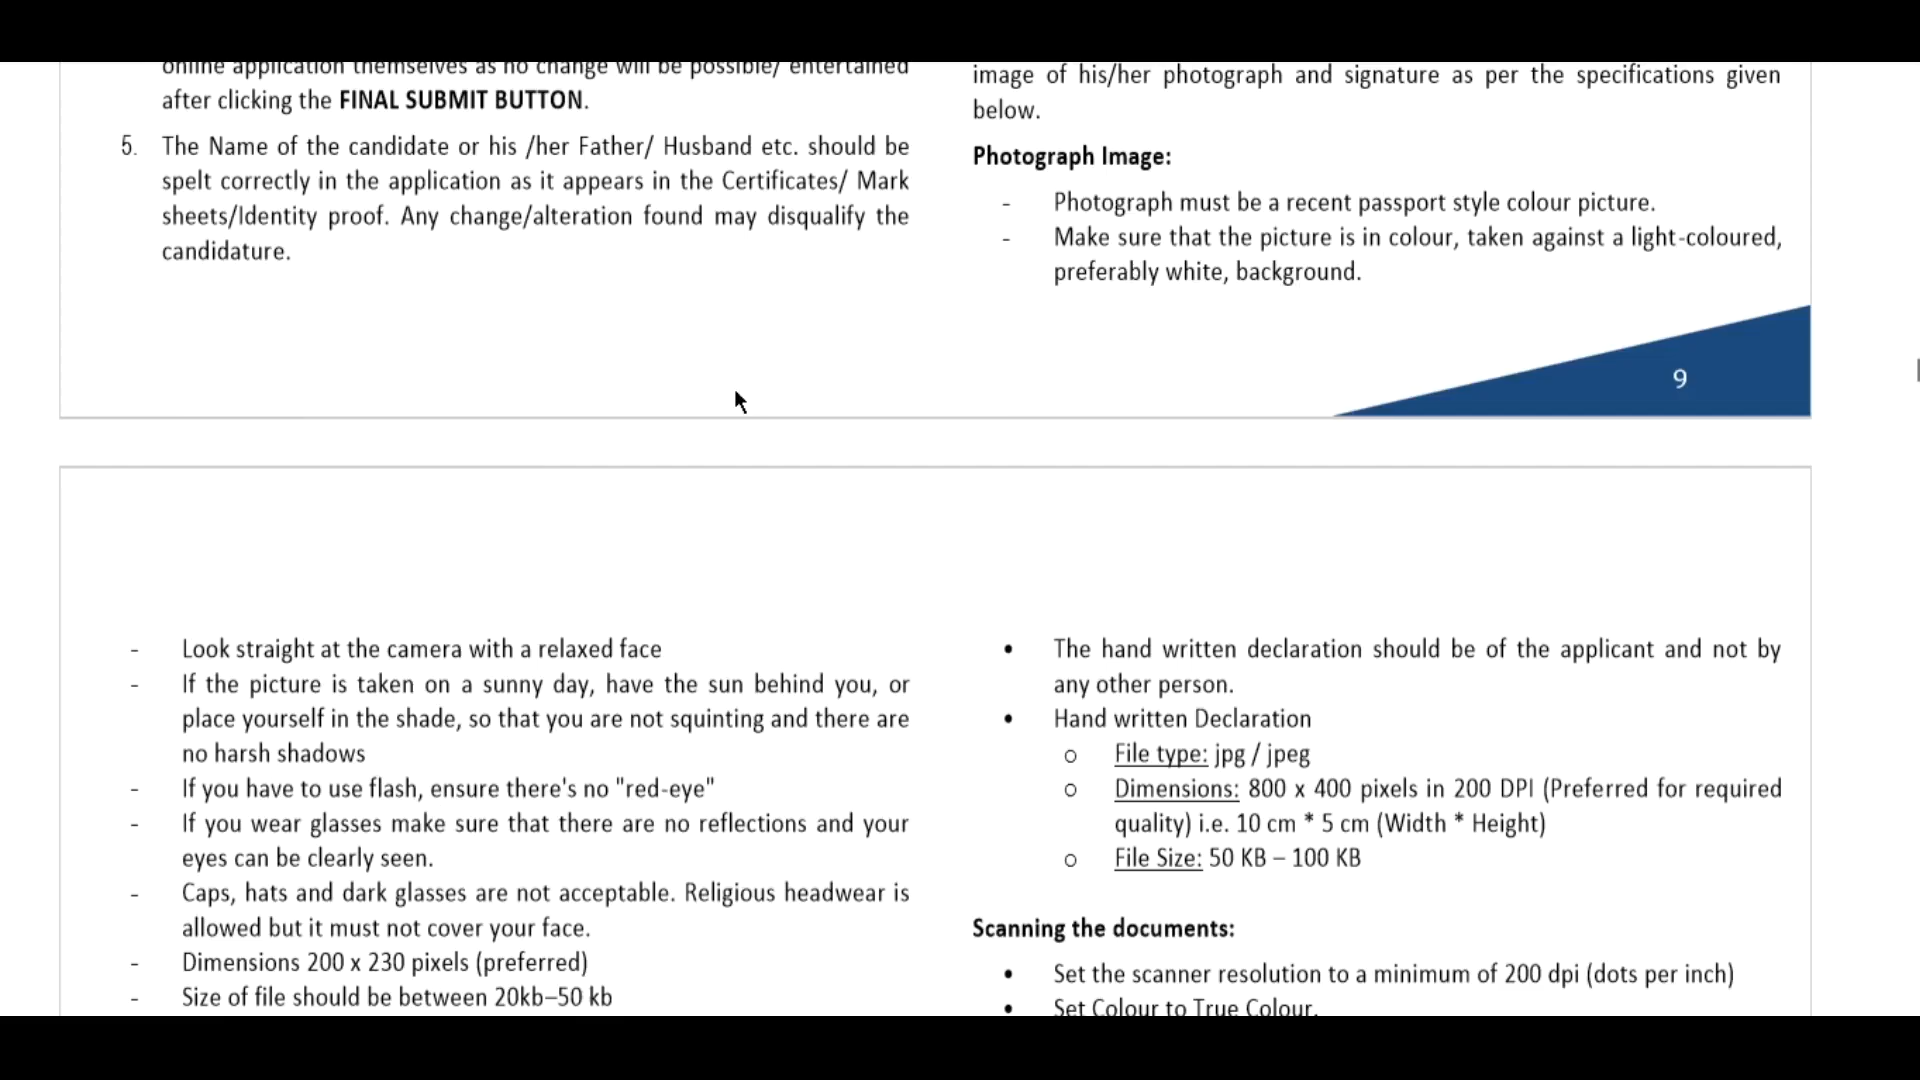 online application themselves as no change will be possible/ entertained
after clicking the FINAL SUBMIT BUTTON.
5. The Name of the candidate or his /her Father/ Husband etc. should be
spelt correctly in the application as it appears in the Certificates/ Mark
sheets/Identity proof. Any change/alteration found may disqualify the
candidature.
image of his/her photograph and signature as per the specifications given
below.
Photograph Image:
- Photograph must be a recent passport style colour picture.
- Make sure that the picture is in colour, taken against a light-coloured,
preferably white, background.
9
- Look straight at the camera with a relaxed face
- If the picture is taken on a sunny day, have the sun behind you, or
place yourself in the shade, so that you are not squinting and there are
no harsh shadows
- If you have to use flash, ensure there's no "red-eye"
- If you wear glasses make sure that there are no reflections and your
eyes can be clearly seen.
- Caps, hats and dark glasses are not acceptable. Religious headwear is
allowed but it must not cover your face.
- Dimensions 200 x 230 pixels (preferred)
- Size of file should be between 20kb–50 kb
• The hand written declaration should be of the applicant and not by
any other person.
• Hand written Declaration
o File type: jpg / jpeg
o Dimensions: 800 x 400 pixels in 200 DPI (Preferred for required
quality) i.e. 10 cm * 5 cm (Width * Height)
o File Size: 50 KB – 100 KB
Scanning the documents:
• Set the scanner resolution to a minimum of 200 dpi (dots per inch)
• Set Colour to True Colour.